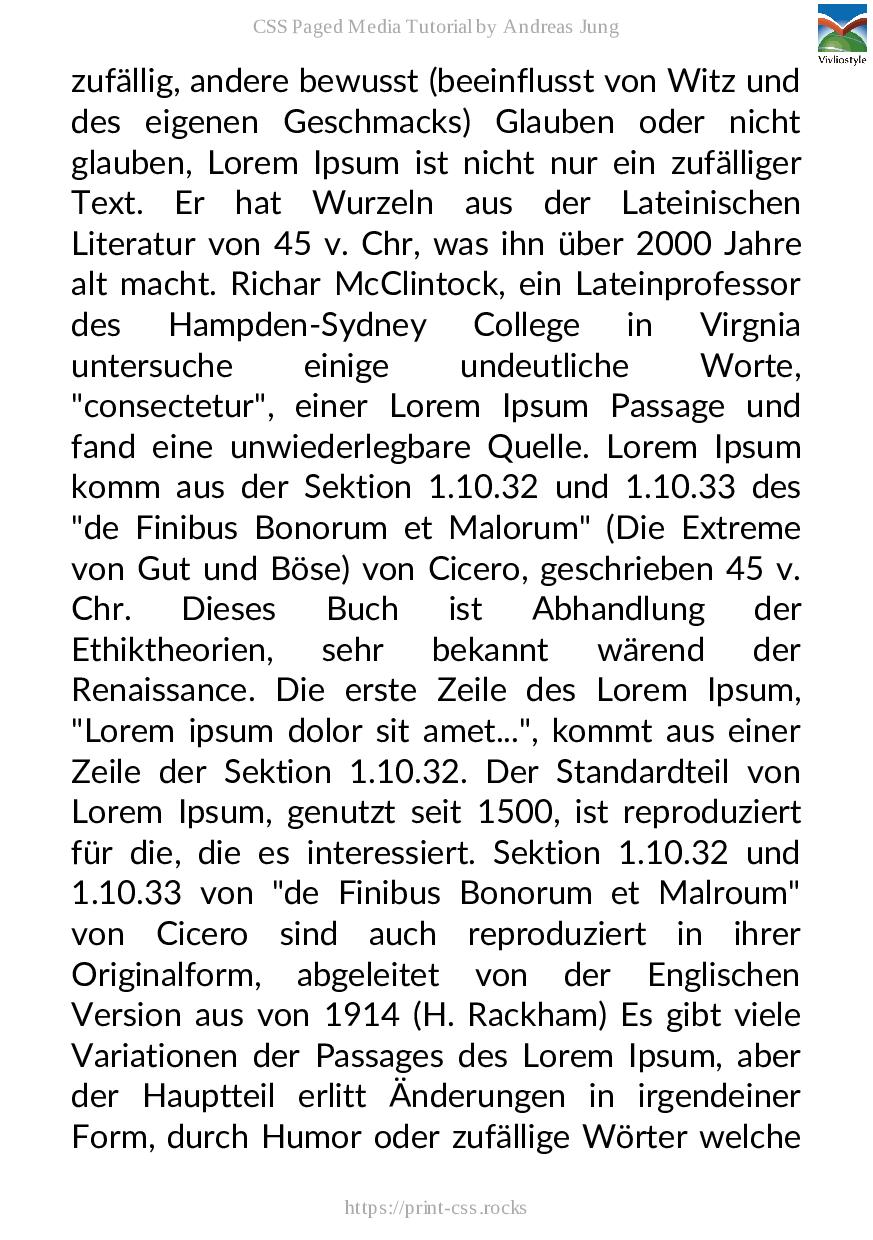 CSS Paged Media Tutorial by Andreas Jung
Vivliostyle
zufällig, andere bewusst (beeinflusst von Witz und
des eigenen Geschmacks) Glauben oder nicht
glauben, Lorem Ipsum ist nicht nur ein zufälliger
Text. Er hat Wurzeln aus der Lateinischen
Literatur von 45 v. Chr, was ihn über 2000 Jahre
alt macht. Richar McClintock, ein Lateinprofessor
des Hampden-Sydney College in Virgnia
untersuche einige undeutliche Worte,
"consectetur", einer Lorem Ipsum Passage und
fand eine unwiederlegbare Quelle. Lorem Ipsum
komm aus der Sektion 1.10.32 und 1.10.33 des
"de Finibus Bonorum et Malorum" (Die Extreme
von Gut und Böse) von Cicero, geschrieben 45 v.
Chr. Dieses Buch ist Abhandlung der
Ethiktheorien, sehr bekannt wärend der
Renaissance. Die erste Zeile des Lorem Ipsum,
"Lorem ipsum dolor sit amet...", kommt aus einer
Zeile der Sektion 1.10.32. Der Standardteil von
Lorem Ipsum, genutzt seit 1500, ist reproduziert
für die, die es interessiert. Sektion 1.10.32 und
1.10.33 von "de Finibus Bonorum et Malroum"
von Cicero sind auch reproduziert in ihrer
Originalform, abgeleitet von der Englischen
Version aus von 1914 (H. Rackham) Es gibt viele
Variationen der Passages des Lorem Ipsum, aber
der Hauptteil erlitt Änderungen in irgendeiner
Form, durch Humor oder zufällige Wörter welche
https://print-css.rocks